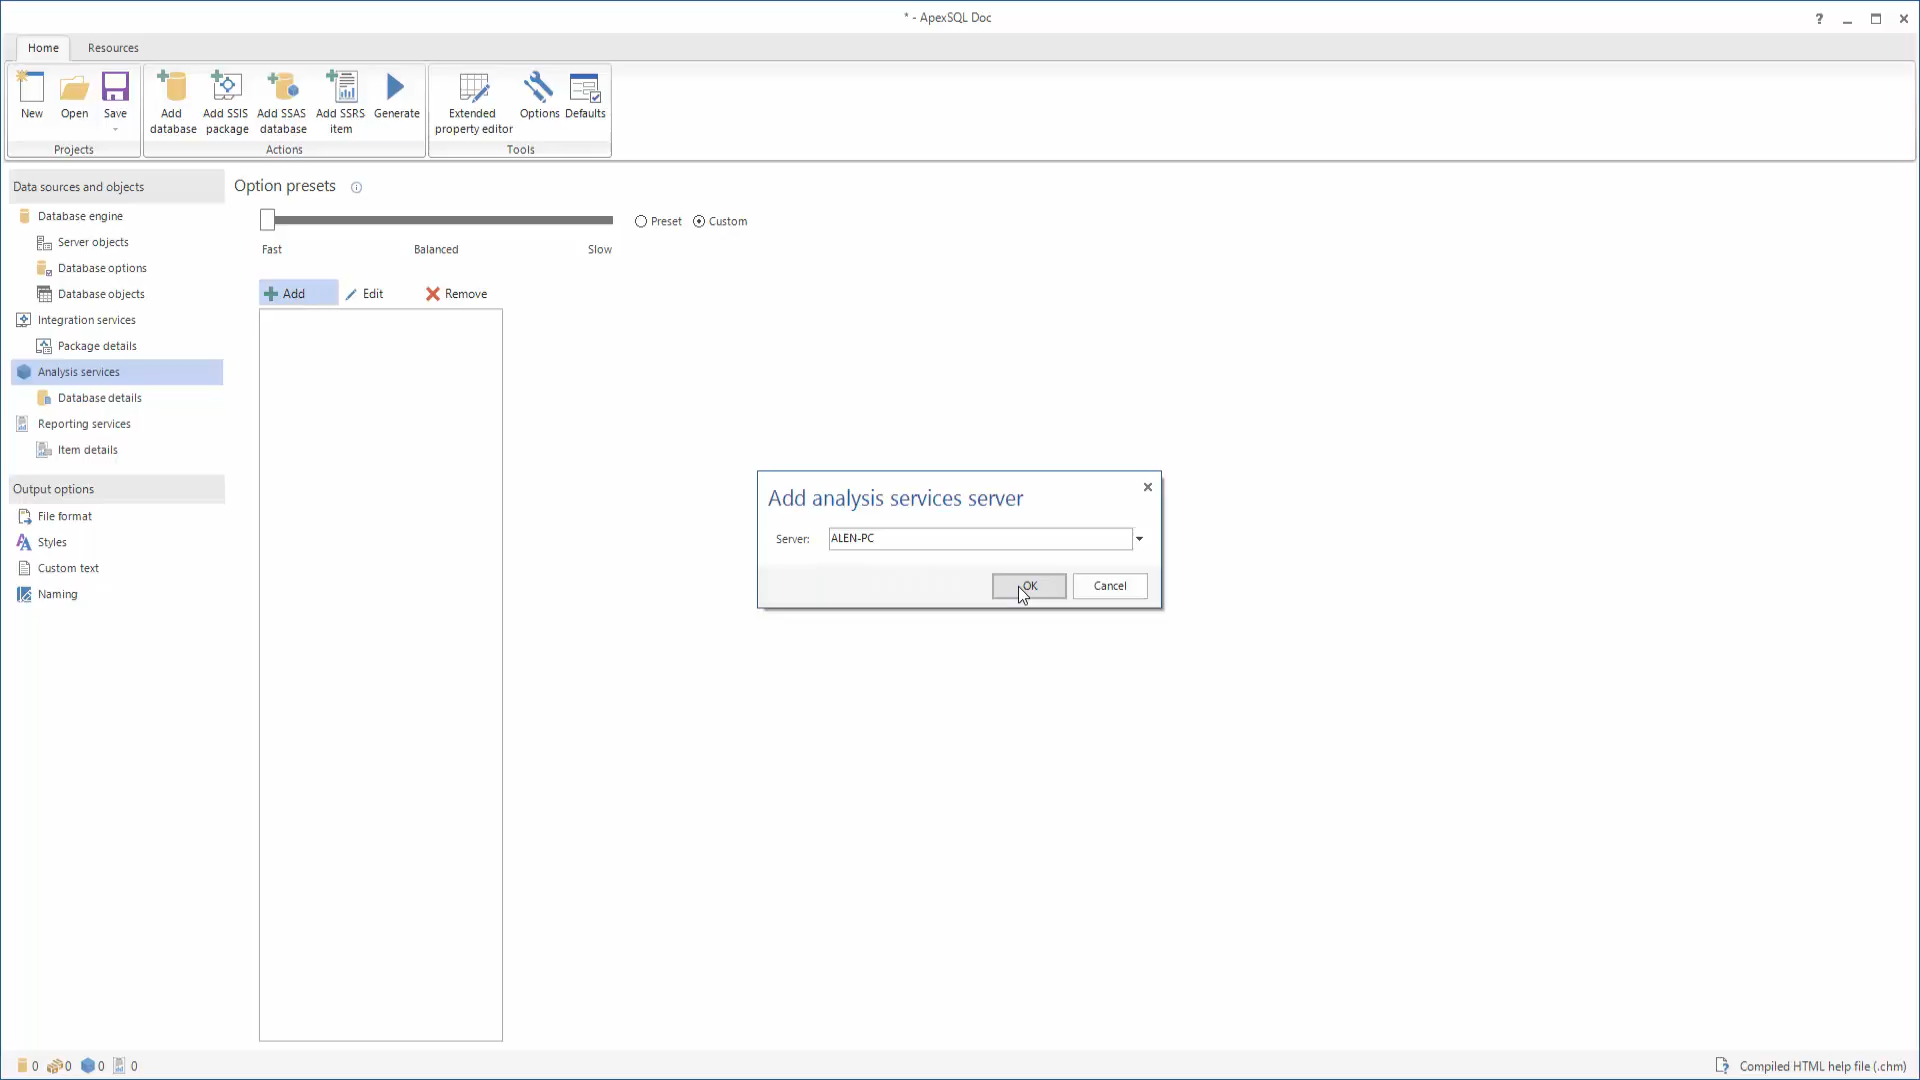 * - ApexSQL Doc
?
Home Resources
New Open Save Add database Add SSIS package Add SSAS database Add SSRS item Generate Extended property editor Options Defaults
Projects Actions Tools
Data sources and objects
Database engine
Server objects
Database options
Database objects
Integration services
Package details
Analysis services
Database details
Reporting services
Item details
Output options
File format
Styles
Custom text
Naming
Option presets
Preset Custom
Fast Balanced Slow
Add Edit Remove
Add analysis services server
Server: ALEN-PC
OK Cancel
0 0 0 0
Compiled HTML help file (.chm)